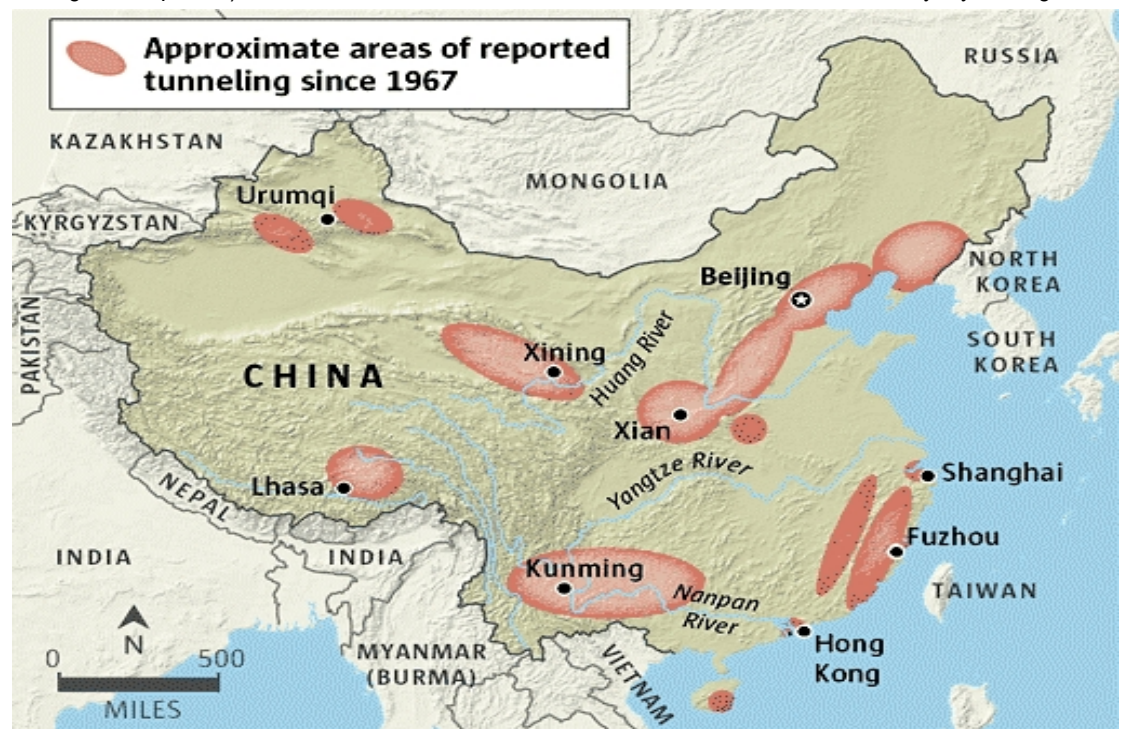 Approximate areas of reported
tunneling since 1967
RUSSIA
KAZAKHSTAN
MONGOLIA
Urumqi
KYRGYZSTAN
NORTH
KOREA
Beijing
PAKISTAN
SOUTH
KOREA
CHINA
Xining
Huang River
Xian
Yangtze River
Shanghai
Lhasa
NEPAL
Fuzhou
INDIA
INDIA
Kunming
TAIWAN
Nanpan
River
N
Hong
Kong
0 500
MILES
MYANMAR
(BURMA)
VIETNAM